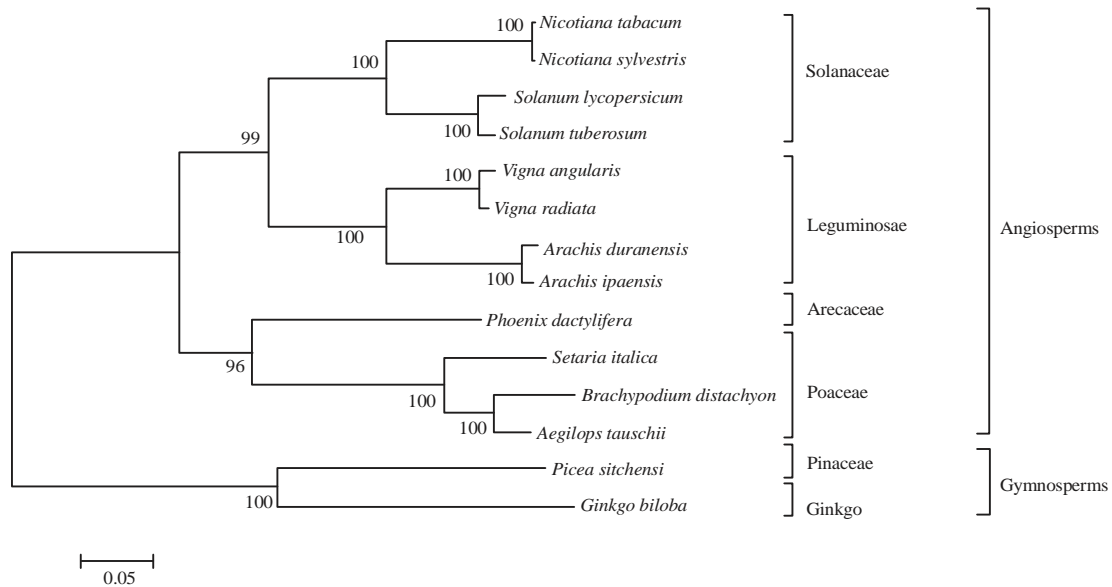 100
Nicotiana tabacum
Nicotiana sylvestris
Solanaceae
Angiosperms
100
Solanum lycopersicum
100
Solanum tuberosum
99
100
Vigna angularis
Vigna radiata
Leguminosae
100
Arachis duranensis
100
Arachis ipaensis
Phoenix dactylifera
Arecaceae
96
Setaria italica
100
Brachypodium distachyon
Poaceae
100
Aegilops tauschii
Picea sitchensi
Pinaceae
Gymnosperms
100
Ginkgo biloba
Ginkgo
0.05